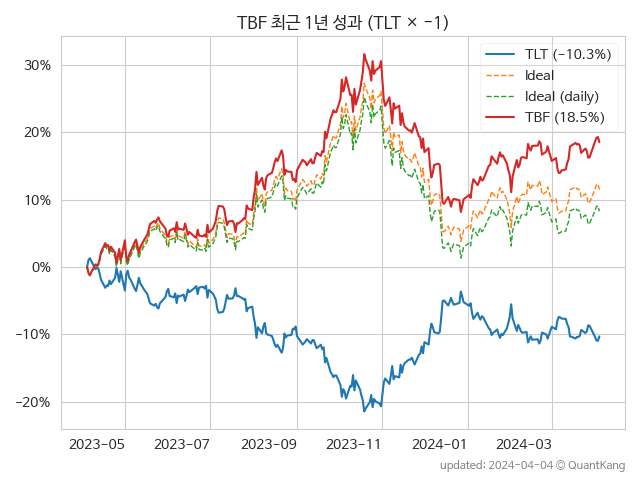 TBF 최근 1년 성과 (TLT × −1)
TLT (−10.3%)
Ideal
Ideal (daily)
TBF (18.5%)
30%
20%
10%
0%
−10%
−20%
2023-05
2023-07
2023-09
2023-11
2024-01
2024-03
updated: 2024-04-04 © QuantKang